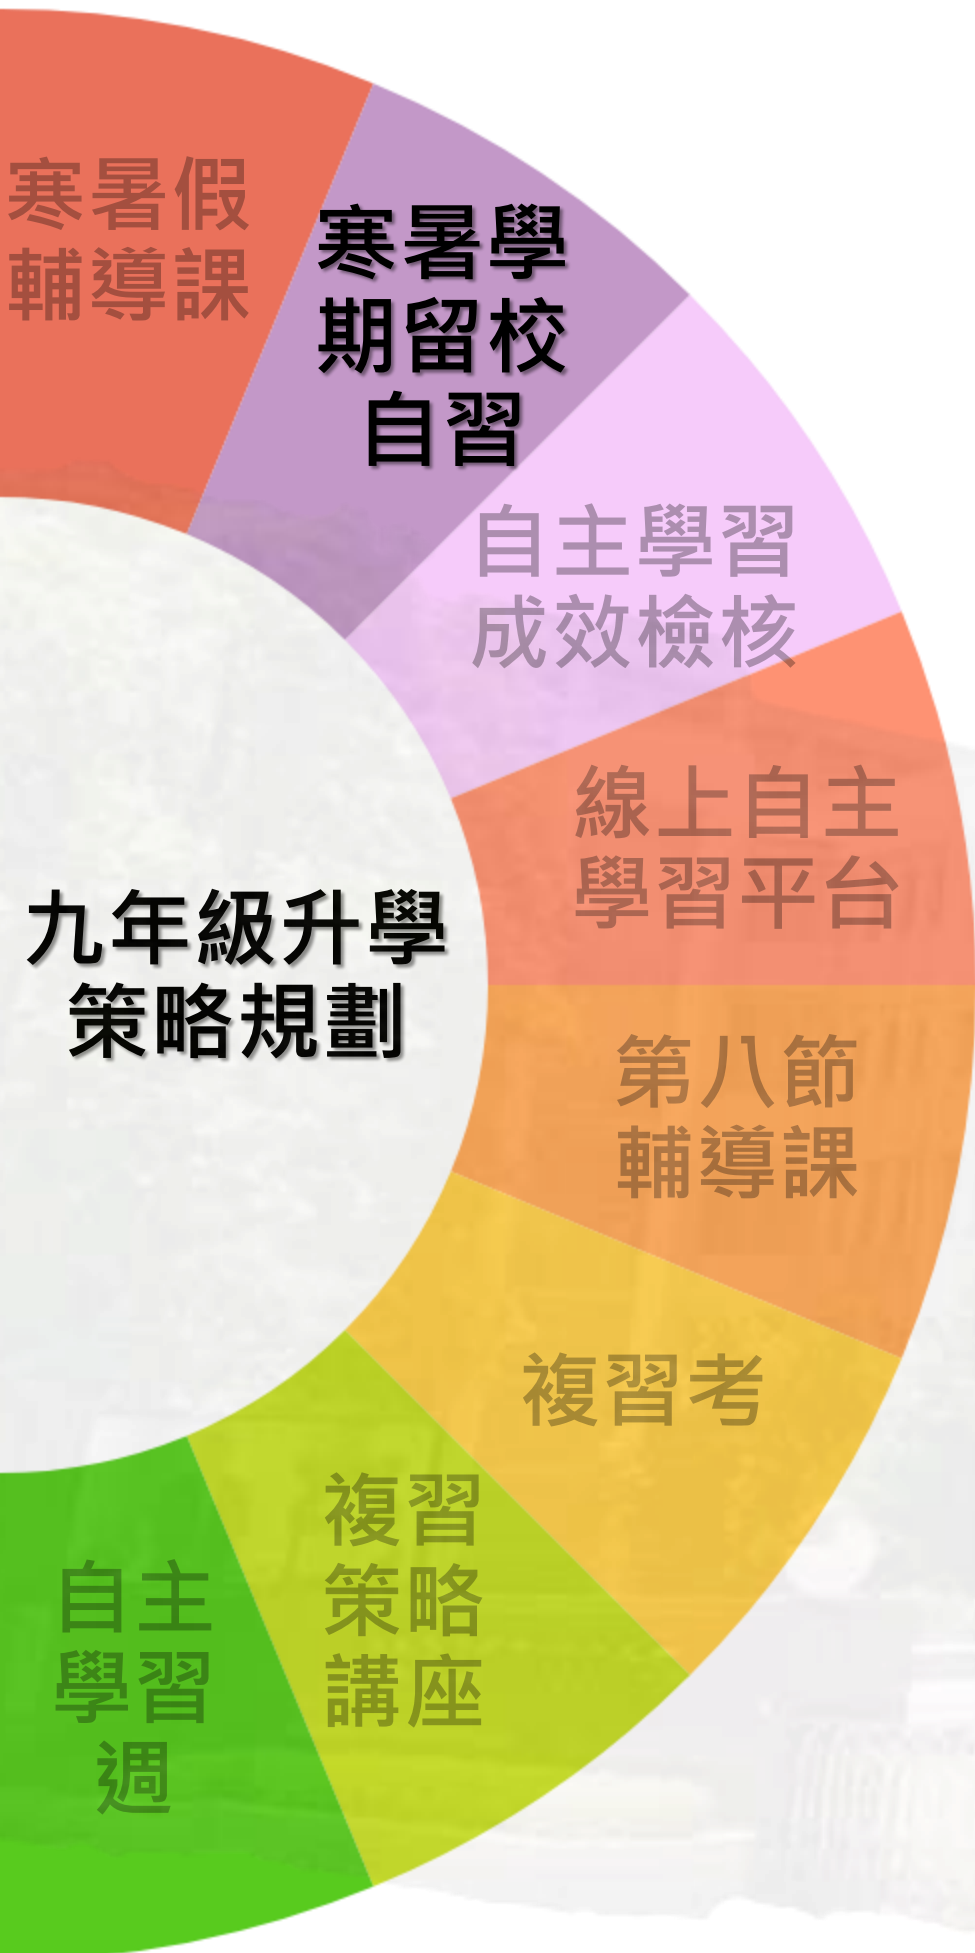 寒暑假
輔導課
寒暑學
期留校
自習
自主學習
成效檢核
線上自主
學習平台
九年級升學
策略規劃
第八節
輔導課
複習考
複習
策略
講座
自主
學習
週